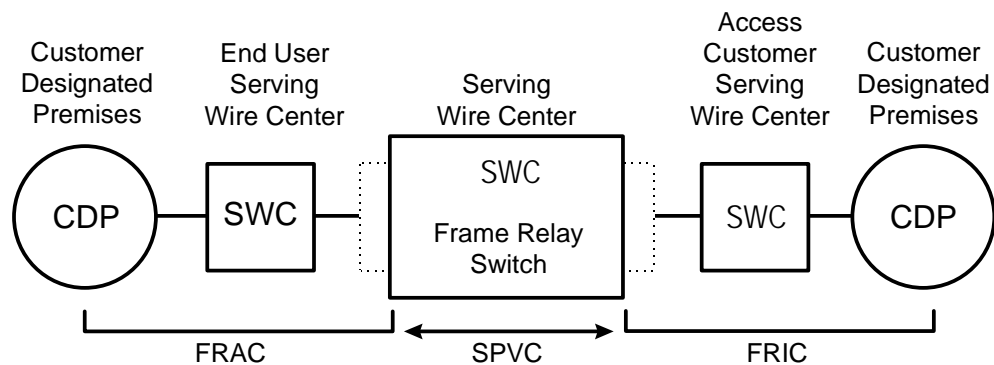 Customer
Designated
Premises
End User
Serving
Wire Center
Serving
Wire Center
Access
Customer
Serving
Wire Center
Customer
Designated
Premises
CDP
SWC
SWC
Frame Relay
Switch
SWC
CDP
FRAC
SPVC
FRIC